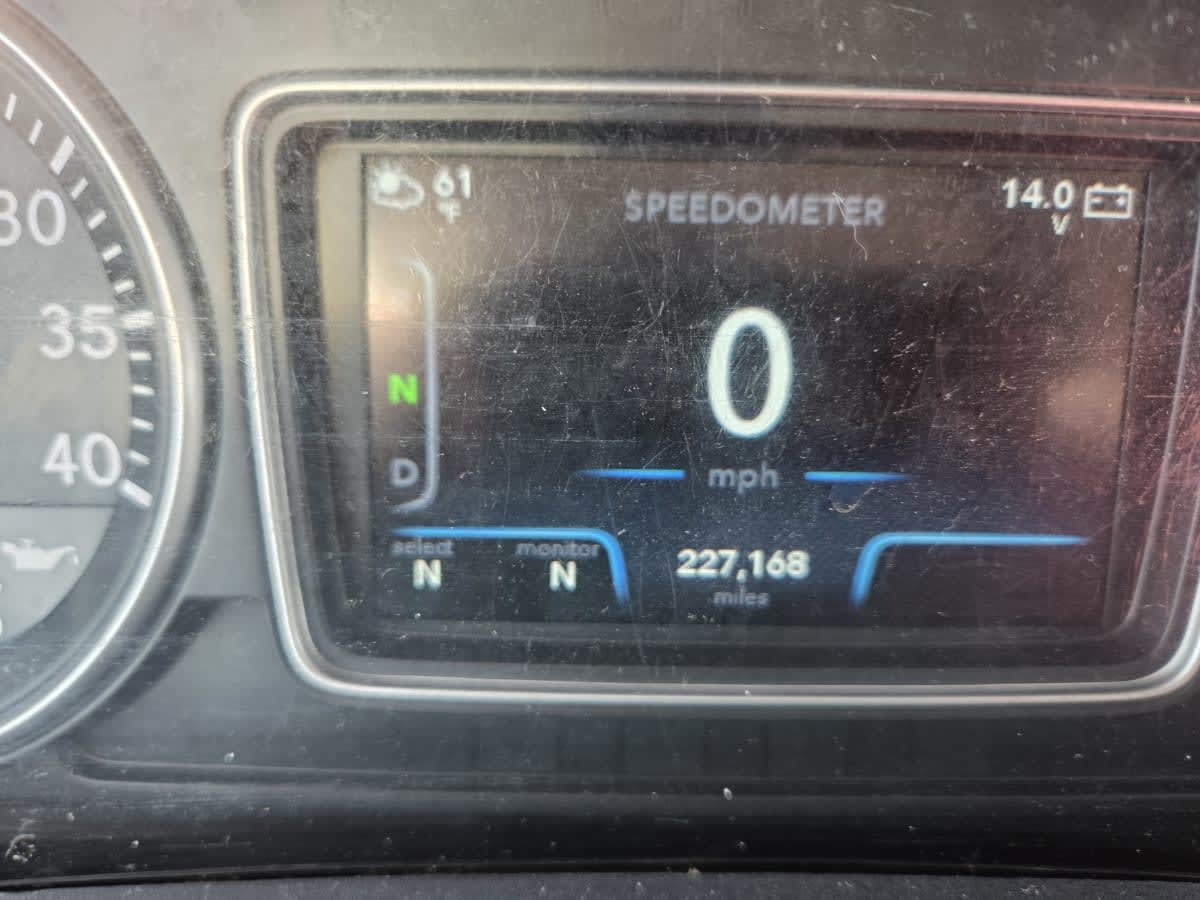 61
°F
SPEEDOMETER
14.0
V
30
35
40
N
D
0
mph
select
N
monitor
N
227,168
miles